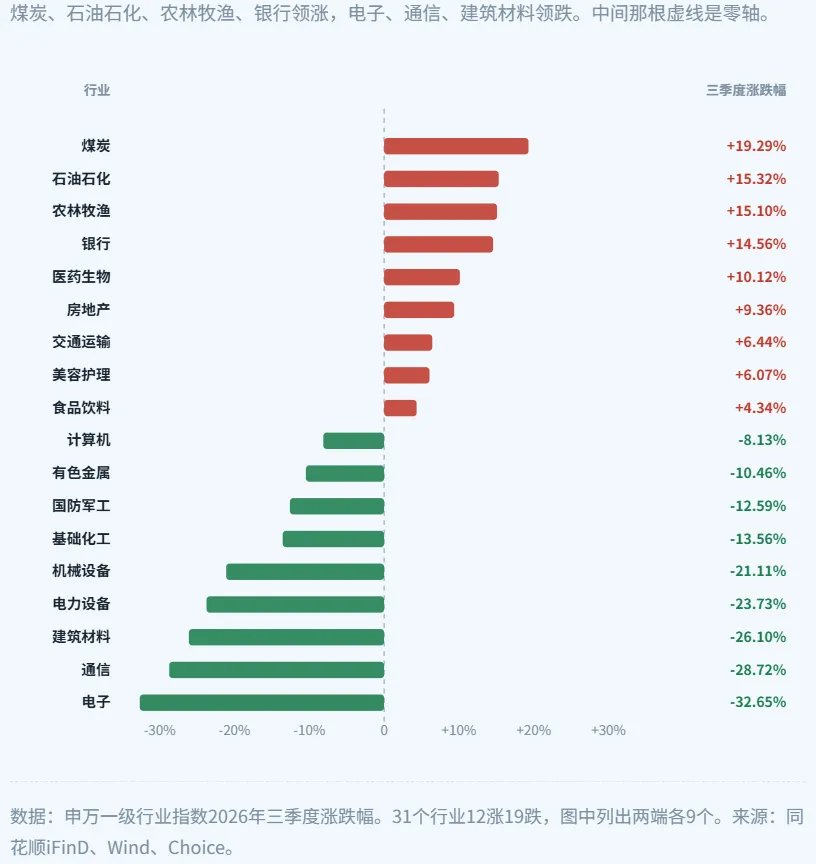 煤炭、石油石化、农林牧渔、银行领涨，电子、通信、建筑材料领跌。中间那根虚线是零轴。
行业 三季度涨跌幅
煤炭 +19.29%
石油石化 +15.32%
农林牧渔 +15.10%
银行 +14.56%
医药生物 +10.12%
房地产 +9.36%
交通运输 +6.44%
美容护理 +6.07%
食品饮料 +4.34%
计算机 -8.13%
有色金属 -10.46%
国防军工 -12.59%
基础化工 -13.56%
机械设备 -21.11%
电力设备 -23.73%
建筑材料 -26.10%
通信 -28.72%
电子 -32.65%
-30% -20% -10% 0 +10% +20% +30%
数据：申万一级行业指数2026年三季度涨跌幅。31个行业12涨19跌，图中列出两端各9个。来源：同
花顺iFinD、Wind、Choice。